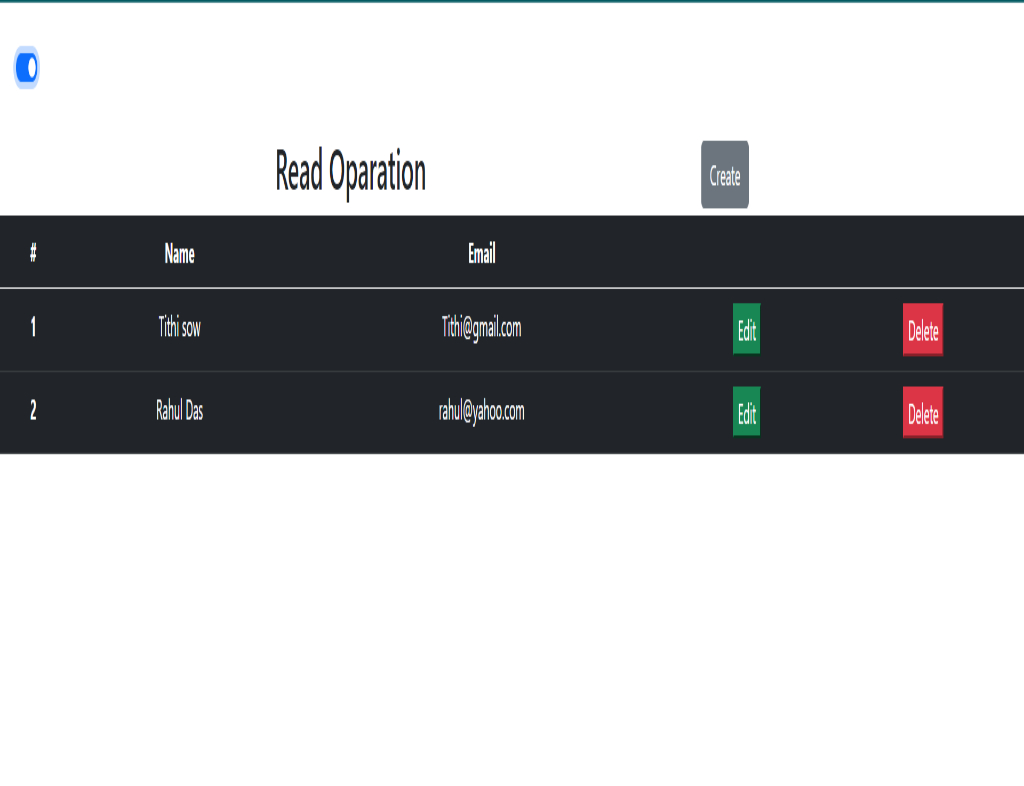 Read Oparation Create
# Name Email
1 Tithi sow Tithi@gmail.com Edit Delete
2 Rahul Das rahul@yahoo.com Edit Delete